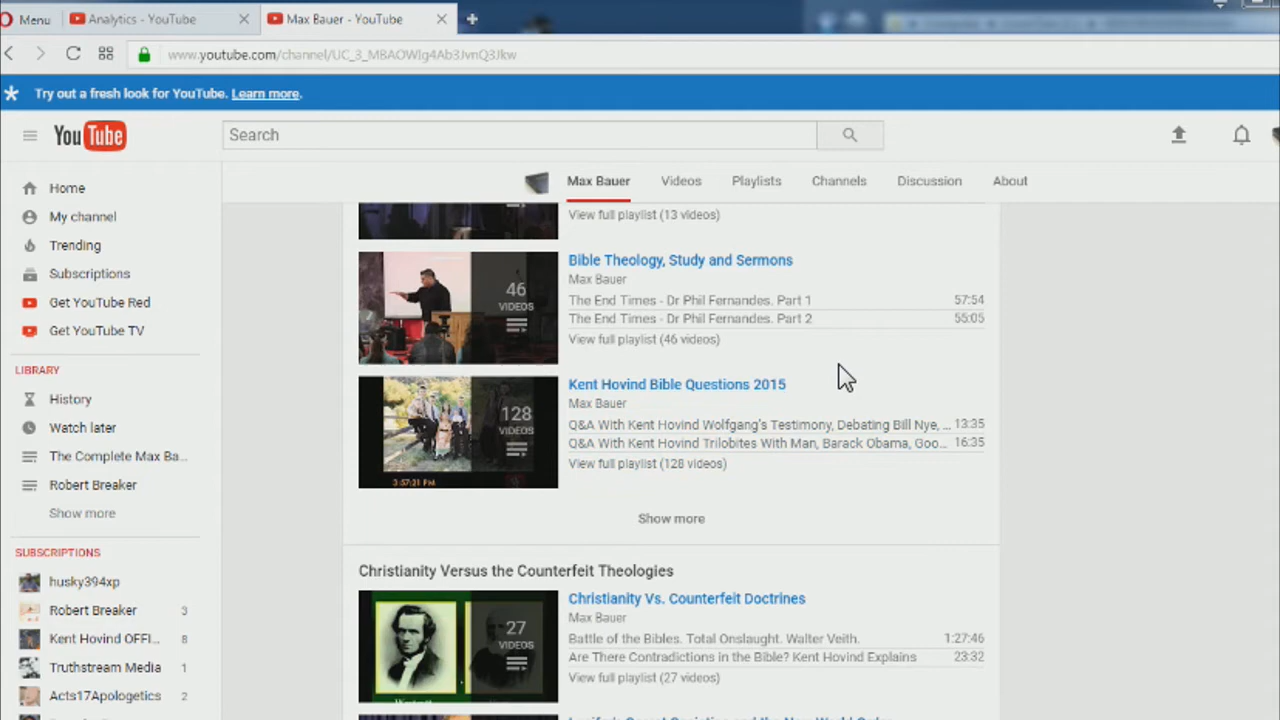 Menu
Analytics - YouTube
Max Bauer - YouTube
Try out a fresh look for YouTube. Learn more.
YouTube
Search
Max Bauer Videos Playlists Channels Discussion About
Home
My channel
Trending
Subscriptions
Get YouTube Red
Get YouTube TV
LIBRARY
History
Watch later
The Complete Max Ba...
Robert Breaker
Show more
SUBSCRIPTIONS
husky394xp
Robert Breaker 3
Kent Hovind OFFI... 8
Truthstream Media 1
Acts17Apologetics 2
View full playlist (13 videos)
46
VIDEOS
Bible Theology, Study and Sermons
Max Bauer
The End Times - Dr Phil Fernandes. Part 1 57:54
The End Times - Dr Phil Fernandes. Part 2 55:05
View full playlist (46 videos)
128
VIDEOS
3:57:21 PM
Kent Hovind Bible Questions 2015
Max Bauer
Q&A With Kent Hovind Wolfgang's Testimony, Debating Bill Nye, ... 13:35
Q&A With Kent Hovind Trilobites With Man, Barack Obama, Goo... 16:35
View full playlist (128 videos)
Show more
Christianity Versus the Counterfeit Theologies
27
VIDEOS
Christianity Vs. Counterfeit Doctrines
Max Bauer
Battle of the Bibles. Total Onslaught. Walter Veith. 1:27:46
Are There Contradictions in the Bible? Kent Hovind Explains 23:32
View full playlist (27 videos)